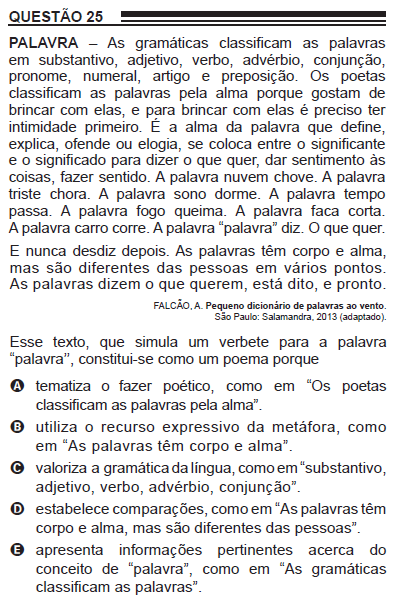 QUESTÃO 25
PALAVRA – As gramáticas classificam as palavras
em substantivo, adjetivo, verbo, advérbio, conjunção,
pronome, numeral, artigo e preposição. Os poetas
classificam as palavras pela alma porque gostam de
brincar com elas, e para brincar com elas é preciso ter
intimidade primeiro. É a alma da palavra que define,
explica, ofende ou elogia, se coloca entre o significante
e o significado para dizer o que quer, dar sentimento às
coisas, fazer sentido. A palavra nuvem chove. A palavra
triste chora. A palavra sono dorme. A palavra tempo
passa. A palavra fogo queima. A palavra faca corta.
A palavra carro corre. A palavra “palavra” diz. O que quer.
E nunca desdiz depois. As palavras têm corpo e alma,
mas são diferentes das pessoas em vários pontos.
As palavras dizem o que querem, está dito, e pronto.
FALCÃO, A. Pequeno dicionário de palavras ao vento.
São Paulo: Salamandra, 2013 (adaptado).
Esse texto, que simula um verbete para a palavra
“palavra”, constitui-se como um poema porque
A tematiza o fazer poético, como em “Os poetas
classificam as palavras pela alma”.
B utiliza o recurso expressivo da metáfora, como
em “As palavras têm corpo e alma”.
C valoriza a gramática da língua, como em “substantivo,
adjetivo, verbo, advérbio, conjunção”.
D estabelece comparações, como em “As palavras têm
corpo e alma, mas são diferentes das pessoas”.
E apresenta informações pertinentes acerca do
conceito de “palavra”, como em “As gramáticas
classificam as palavras”.